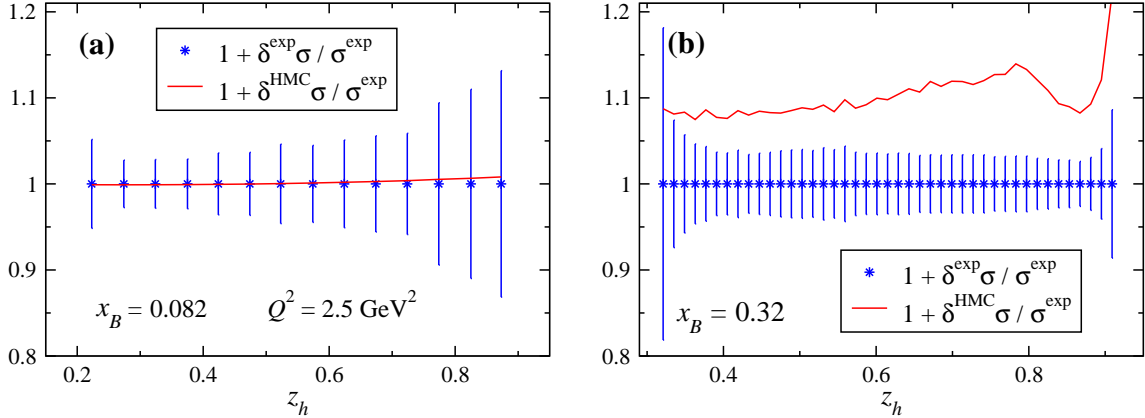 (a)
1 + δ^exp σ / σ^exp
1 + δ^HMC σ / σ^exp
1.2
1.1
1
0.9
0.8
x_B = 0.082 Q^2 = 2.5 GeV^2
0.2 0.4 0.6 0.8
z_h
(b)
1.2
1.1
1
0.9
0.8
1 + δ^exp σ / σ^exp
1 + δ^HMC σ / σ^exp
x_B = 0.32
0.4 0.6 0.8
z_h